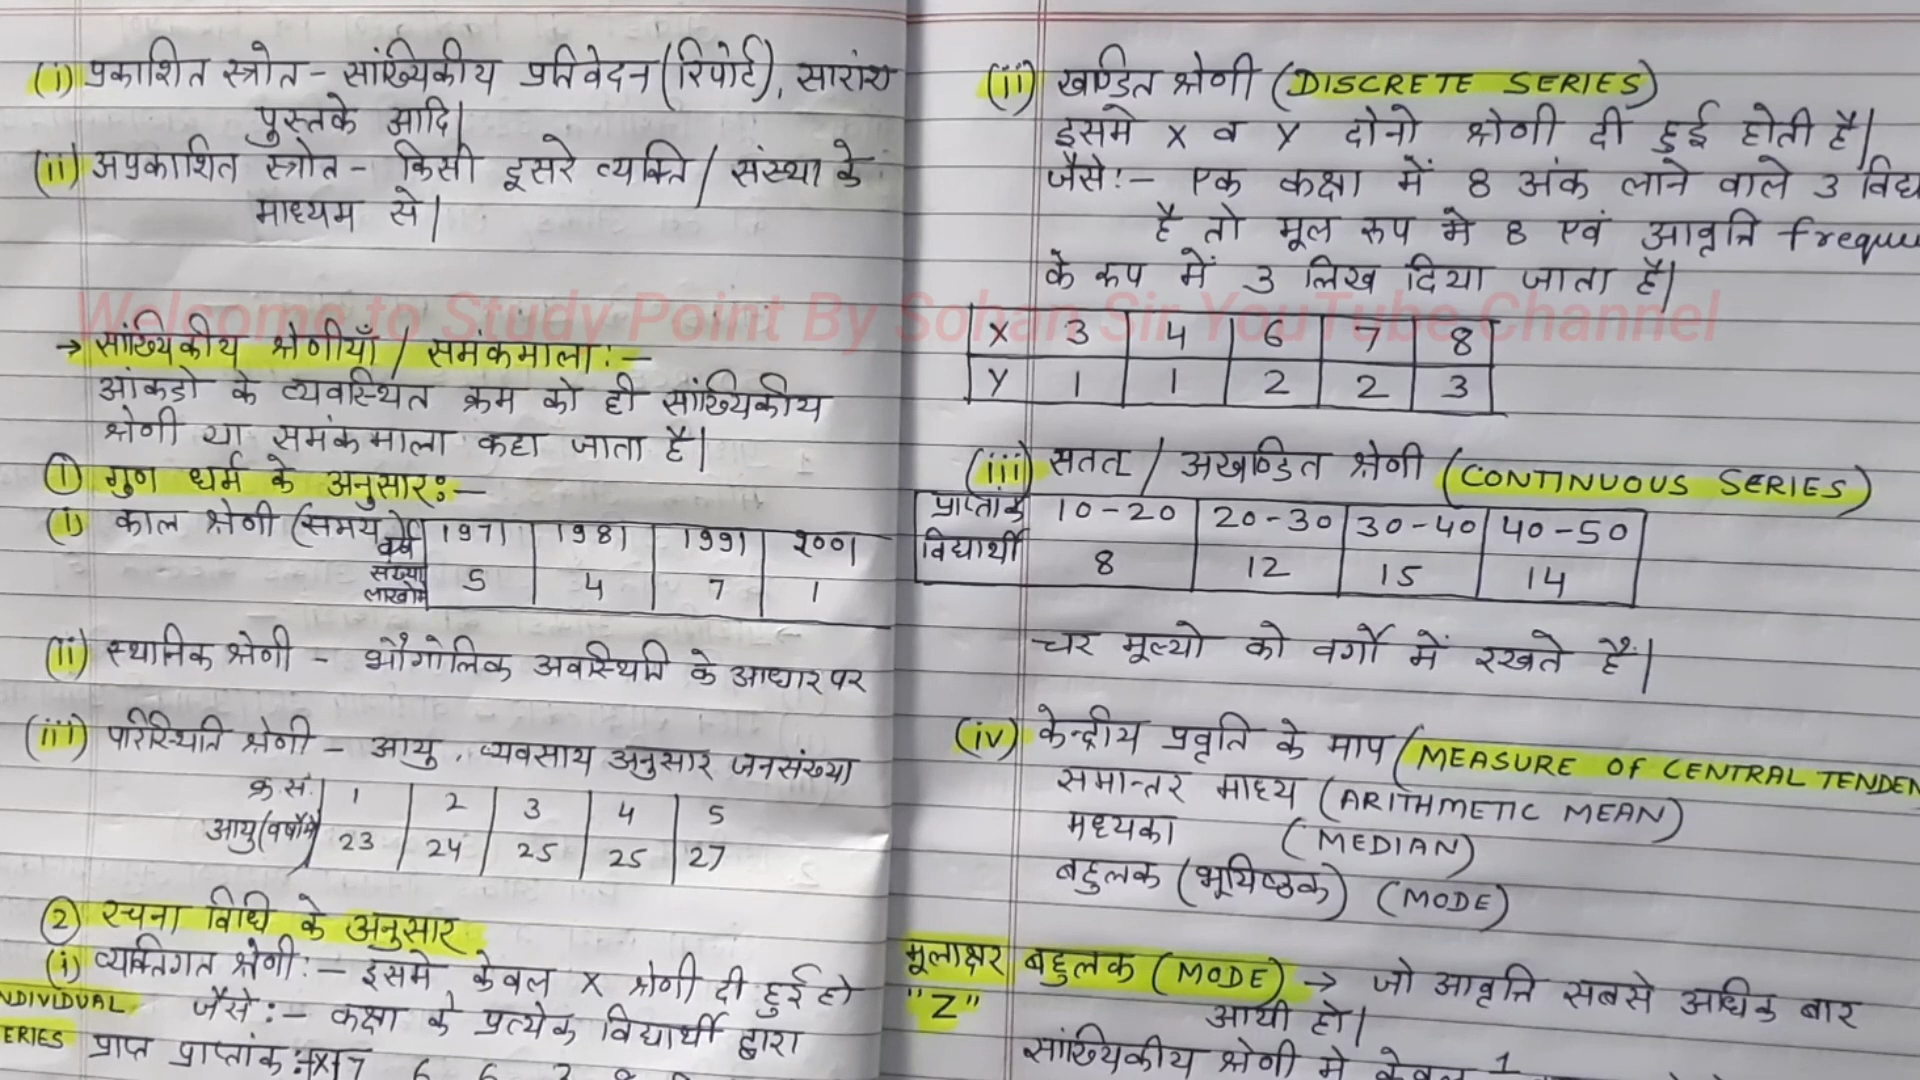 (i) प्रकाशित स्त्रोत - सांख्यिकीय प्रतिवेदन (रिपोर्ट), सारांश
पुस्तके आदि।
(ii) अप्रकाशित स्त्रोत - किसी दूसरे व्यक्ति / संस्था के
माध्यम से।
→ सांख्यिकीय श्रेणीयाँ / समंकमाला :-
आंकडो के व्यवस्थित क्रम को ही सांख्यिकीय
श्रेणी या समंकमाला कहा जाता है।
① गुण धर्म के अनुसार :-
(i) काल श्रेणी (समय
वर्ष 1971 1981 1991 2001
संख्या लाखो में 5 4 7 1
(ii) स्थानिक श्रेणी - भौगोलिक अवस्थिति के आधार पर
(iii) परिस्थिति श्रेणी - आयु, व्यवसाय अनुसार जनसंख्या
क्र.सं. 1 2 3 4 5
आयु (वर्षो में) 23 24 25 25 27
② रचना विधि के अनुसार
(i) व्यक्तिगत श्रेणी :- इसमे केवल X श्रेणी दी हुई हो
NDIVIDUAL जैसे :- कक्षा के प्रत्येक विद्यार्थी द्वारा
ERIES प्राप्त प्राप्तांक :-
(ii) खण्डित श्रेणी (DISCRETE SERIES)
इसमे X व Y दोनो श्रेणी दी हुई होती है।
जैसे :- एक कक्षा में 8 अंक लाने वाले 3 विद्य
है तो मूल रूप मे 8 एवं आवृत्ति frequ
के रूप में 3 लिख दिया जाता है।
Welcome to Study Point By Sohan Sir YouTube Channel
X 3 4 6 7 8
Y 1 1 2 2 3
(iii) सतत / अखण्डित श्रेणी (CONTINUOUS SERIES)
प्राप्तांक 10-20 20-30 30-40 40-50
विद्यार्थी 8 12 15 14
चर मूल्यो को वर्गों में रखते है।
(iv) केन्द्रीय प्रवृति के माप (MEASURE OF CENTRAL TENDEN
समान्तर माध्य (ARITHMETIC MEAN)
मध्यका (MEDIAN)
बहुलक (भूयिष्ठक) (MODE)
मूलाक्षर बहुलक (MODE) → जो आवृत्ति सबसे अधिक बार
"Z" आयी हो।
सांख्यिकीय श्रेणी मे केवल 1